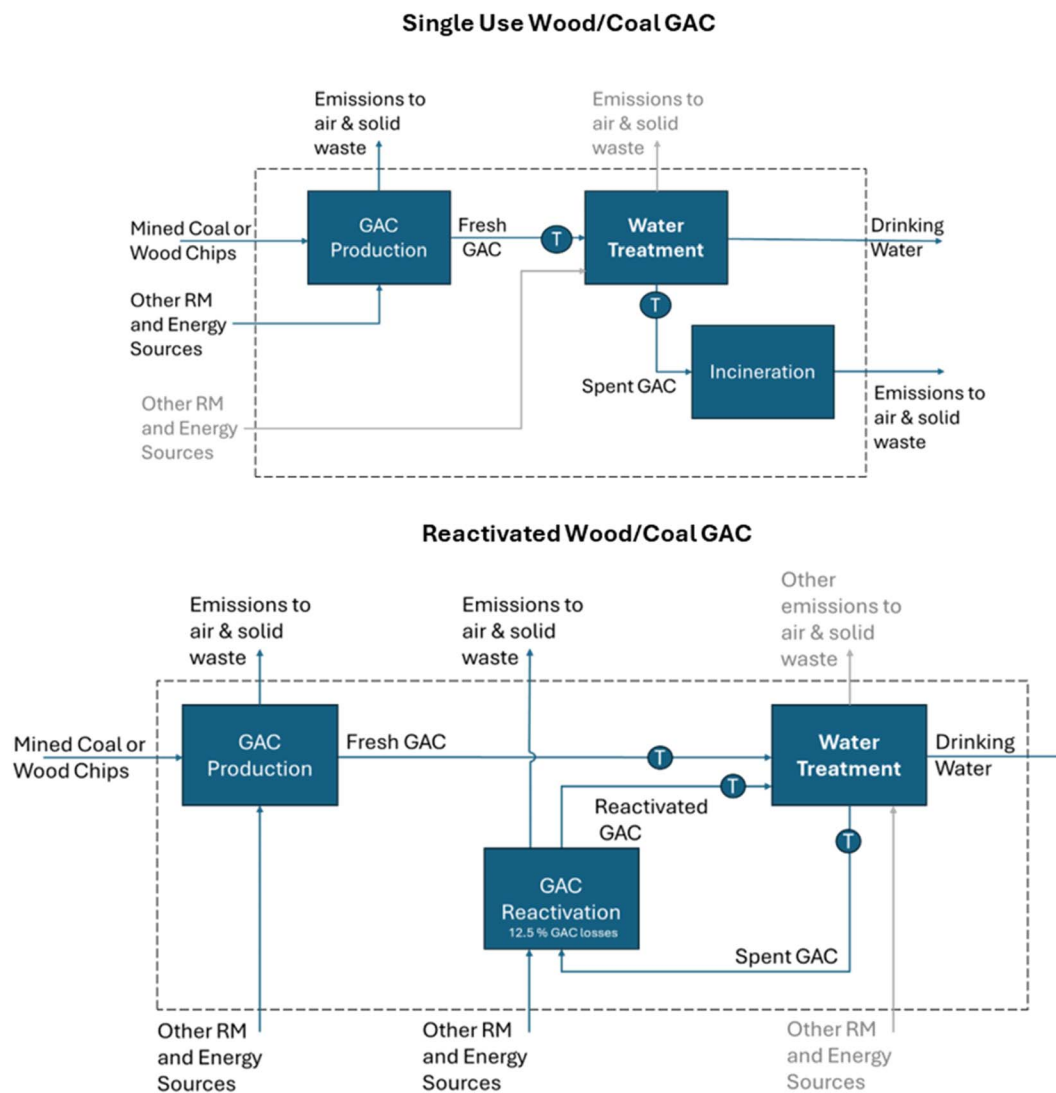 Single Use Wood/Coal GAC
Emissions to
air & solid
waste
Emissions to
air & solid
waste
Mined Coal or
Wood Chips
GAC
Production
Fresh
GAC
T
Water
Treatment
Drinking
Water
Other RM
and Energy
Sources
T
Spent GAC
Incineration
Emissions to
air & solid
waste
Other RM
and Energy
Sources
Reactivated Wood/Coal GAC
Emissions to
air & solid
waste
Emissions to
air & solid
waste
Other
emissions to
air & solid
waste
Mined Coal or
Wood Chips
GAC
Production
Fresh GAC
T
Water
Treatment
Drinking
Water
Reactivated
GAC
T
T
GAC
Reactivation
12.5 % GAC losses
Spent GAC
Other RM
and Energy
Sources
Other RM
and Energy
Sources
Other RM
and Energy
Sources